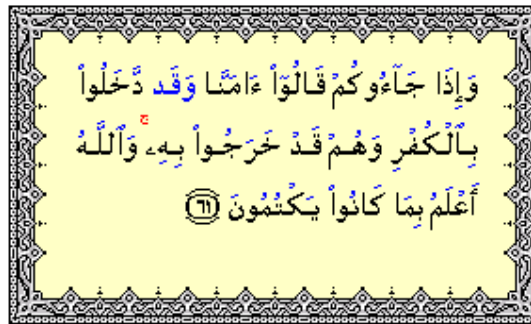 وَإِذَا جَآءُوكُمْ قَالُوٓا۟ ءَامَنَّا وَقَد دَّخَلُوا۟
بِٱلْكُفْرِ وَهُمْ قَدْ خَرَجُوا۟ بِهِۦ ۚ وَٱللَّهُ
أَعْلَمُ بِمَا كَانُوا۟ يَكْتُمُونَ ٦١